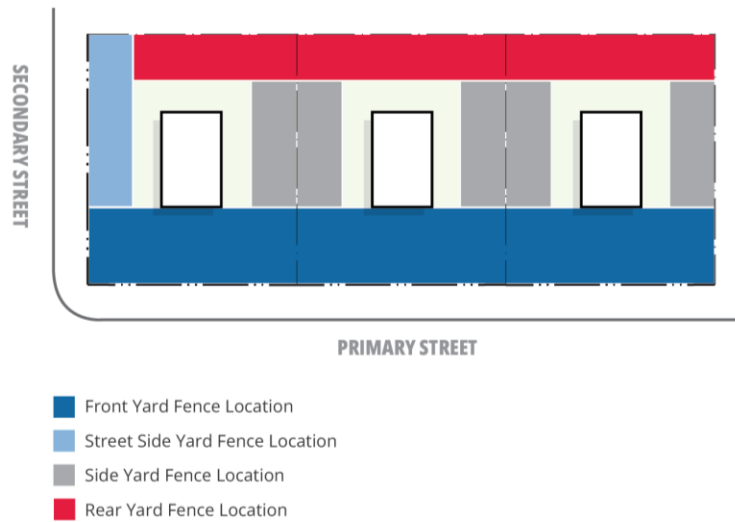 SECONDARY STREET
PRIMARY STREET
Front Yard Fence Location
Street Side Yard Fence Location
Side Yard Fence Location
Rear Yard Fence Location